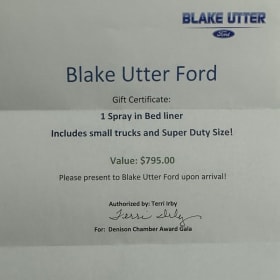 BLAKE UTTER
Ford
Blake Utter Ford
Gift Certificate:
1 Spray in Bed liner
Includes small trucks and Super Duty Size!
Value: $795.00
Please present to Blake Utter Ford upon arrival!
Authorized by: Terri Irby
Terri Irby
For: Denison Chamber Award Gala